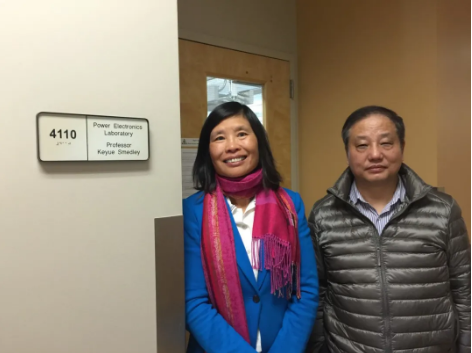 4110
Power Electronics
Laboratory
Professor
Keyue Smedley